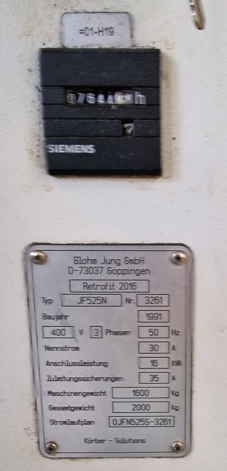 =01-H19
SIEMENS
Blohm Jung GmbH
D-73037 Göppingen
Retrofit 2016
Typ JF525N Nr. 3261
Baujahr 1991
400 V 3 Phasen 50 Hz
Nennstrom 30 A
Anschlussleistung 16 kVA
Zuleitungssicherungen 35 A
Maschinengewicht 1600 kg
Gesamtgewicht 2000 kg
Stromlaufplan 0JFN525S-3261
Körber - Solutions